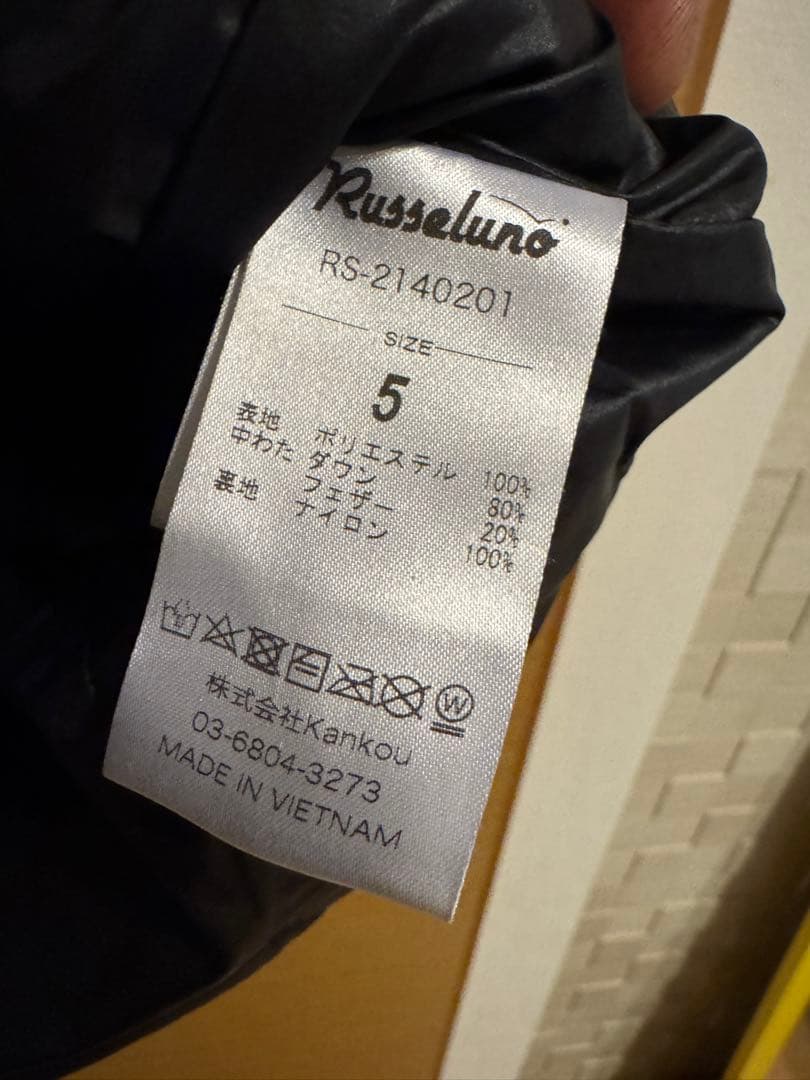 Russeluno
RS-2140201
SIZE
5
表地 ポリエステル 100%
中わた ダウン 80%
フェザー 20%
裏地 ナイロン 100%
W
株式会社Kankou
03-6804-3273
MADE IN VIETNAM